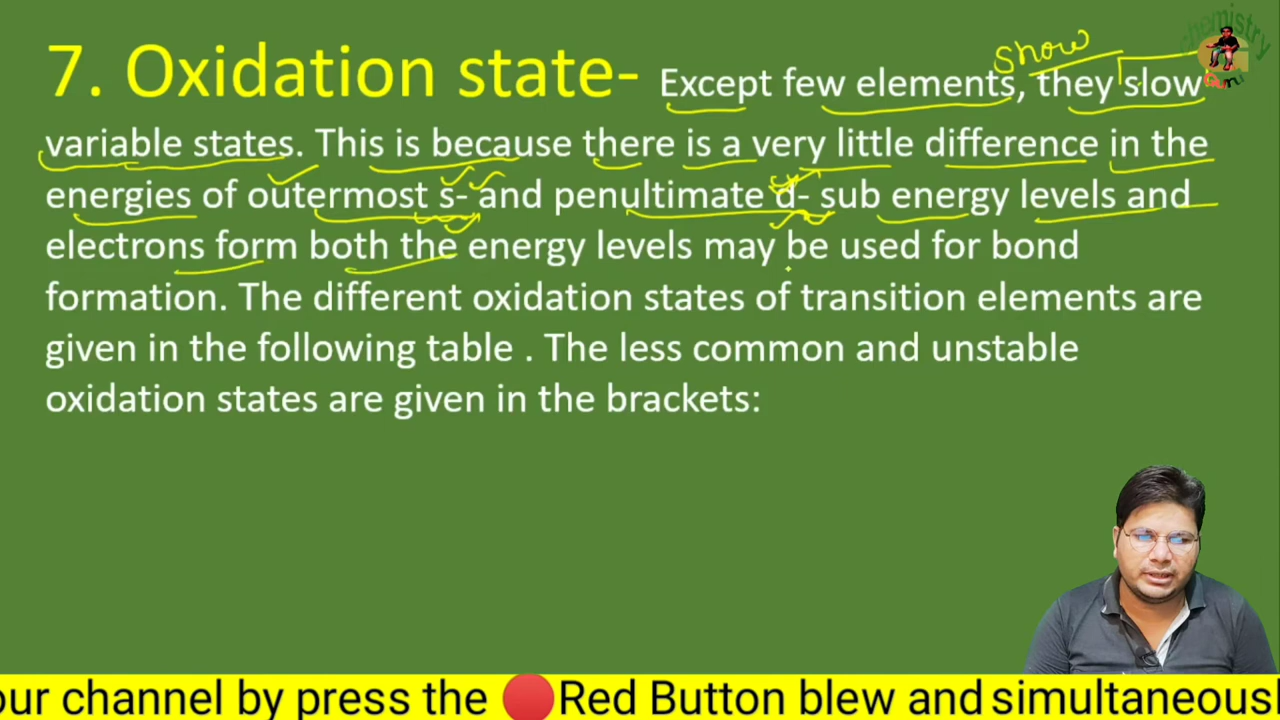 chemistry
G
Guru
show
7. Oxidation state- Except few elements, they slow
variable states. This is because there is a very little difference in the
energies of outermost s- and penultimate d- sub energy levels and
electrons form both the energy levels may be used for bond
formation. The different oxidation states of transition elements are
given in the following table . The less common and unstable
oxidation states are given in the brackets:
our channel by press the 🔴Red Button blew and simultaneousl